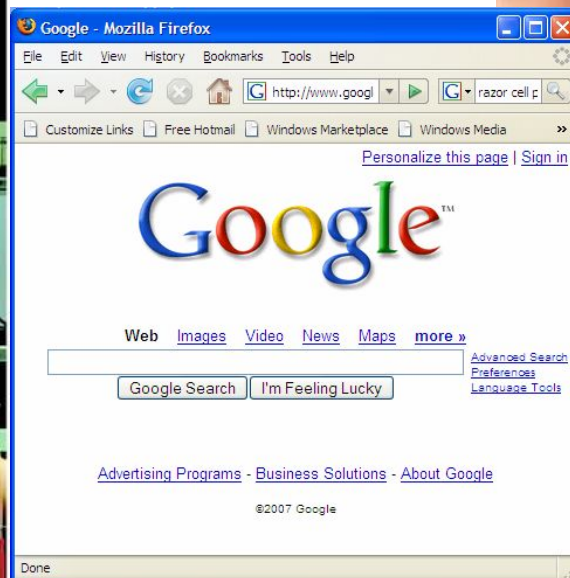 Google - Mozilla Firefox
File Edit View History Bookmarks Tools Help
http://www.googl razor cell p
Customize Links Free Hotmail Windows Marketplace Windows Media »
Personalize this page | Sign in
Google™
Web Images Video News Maps more »
Advanced Search
Preferences
Language Tools
Google Search I'm Feeling Lucky
Advertising Programs - Business Solutions - About Google
©2007 Google
Done